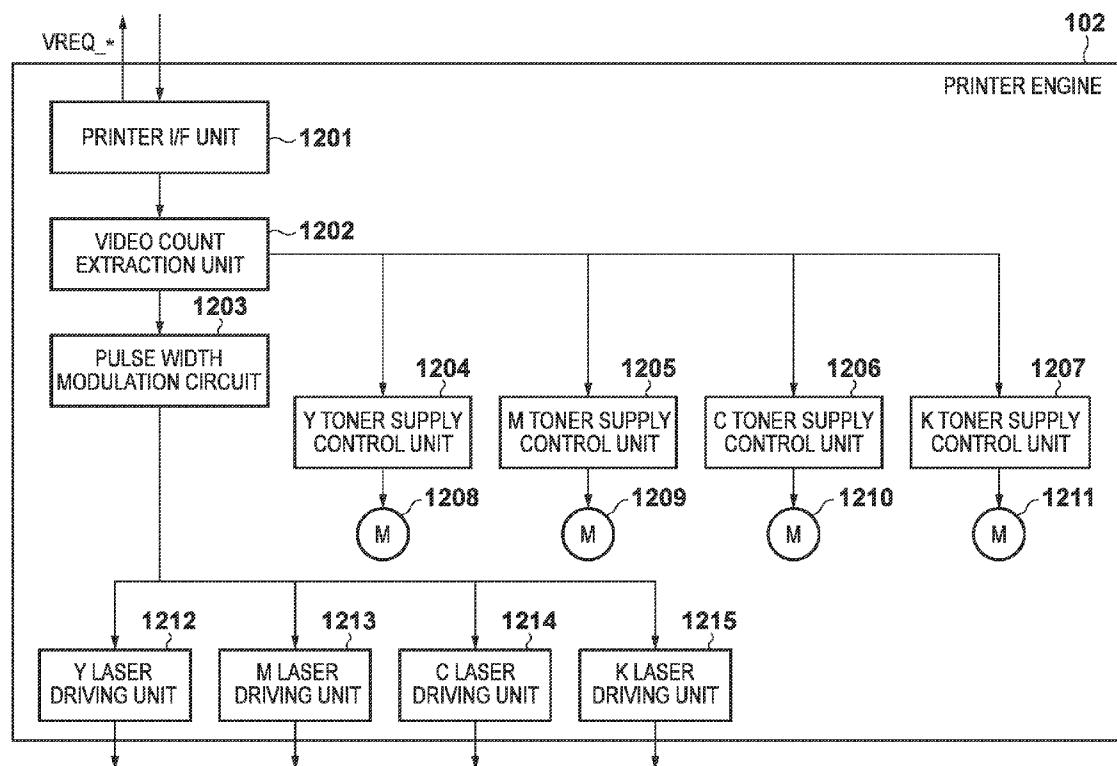 102
VREQ_*
PRINTER ENGINE
PRINTER I/F UNIT
1201
1202
VIDEO COUNT
EXTRACTION UNIT
1203
PULSE WIDTH
MODULATION CIRCUIT
1204
1205
1206
1207
Y TONER SUPPLY
CONTROL UNIT
M TONER SUPPLY
CONTROL UNIT
C TONER SUPPLY
CONTROL UNIT
K TONER SUPPLY
CONTROL UNIT
1208
1209
1210
1211
M
M
M
M
1212
1213
1214
1215
Y LASER
DRIVING UNIT
M LASER
DRIVING UNIT
C LASER
DRIVING UNIT
K LASER
DRIVING UNIT